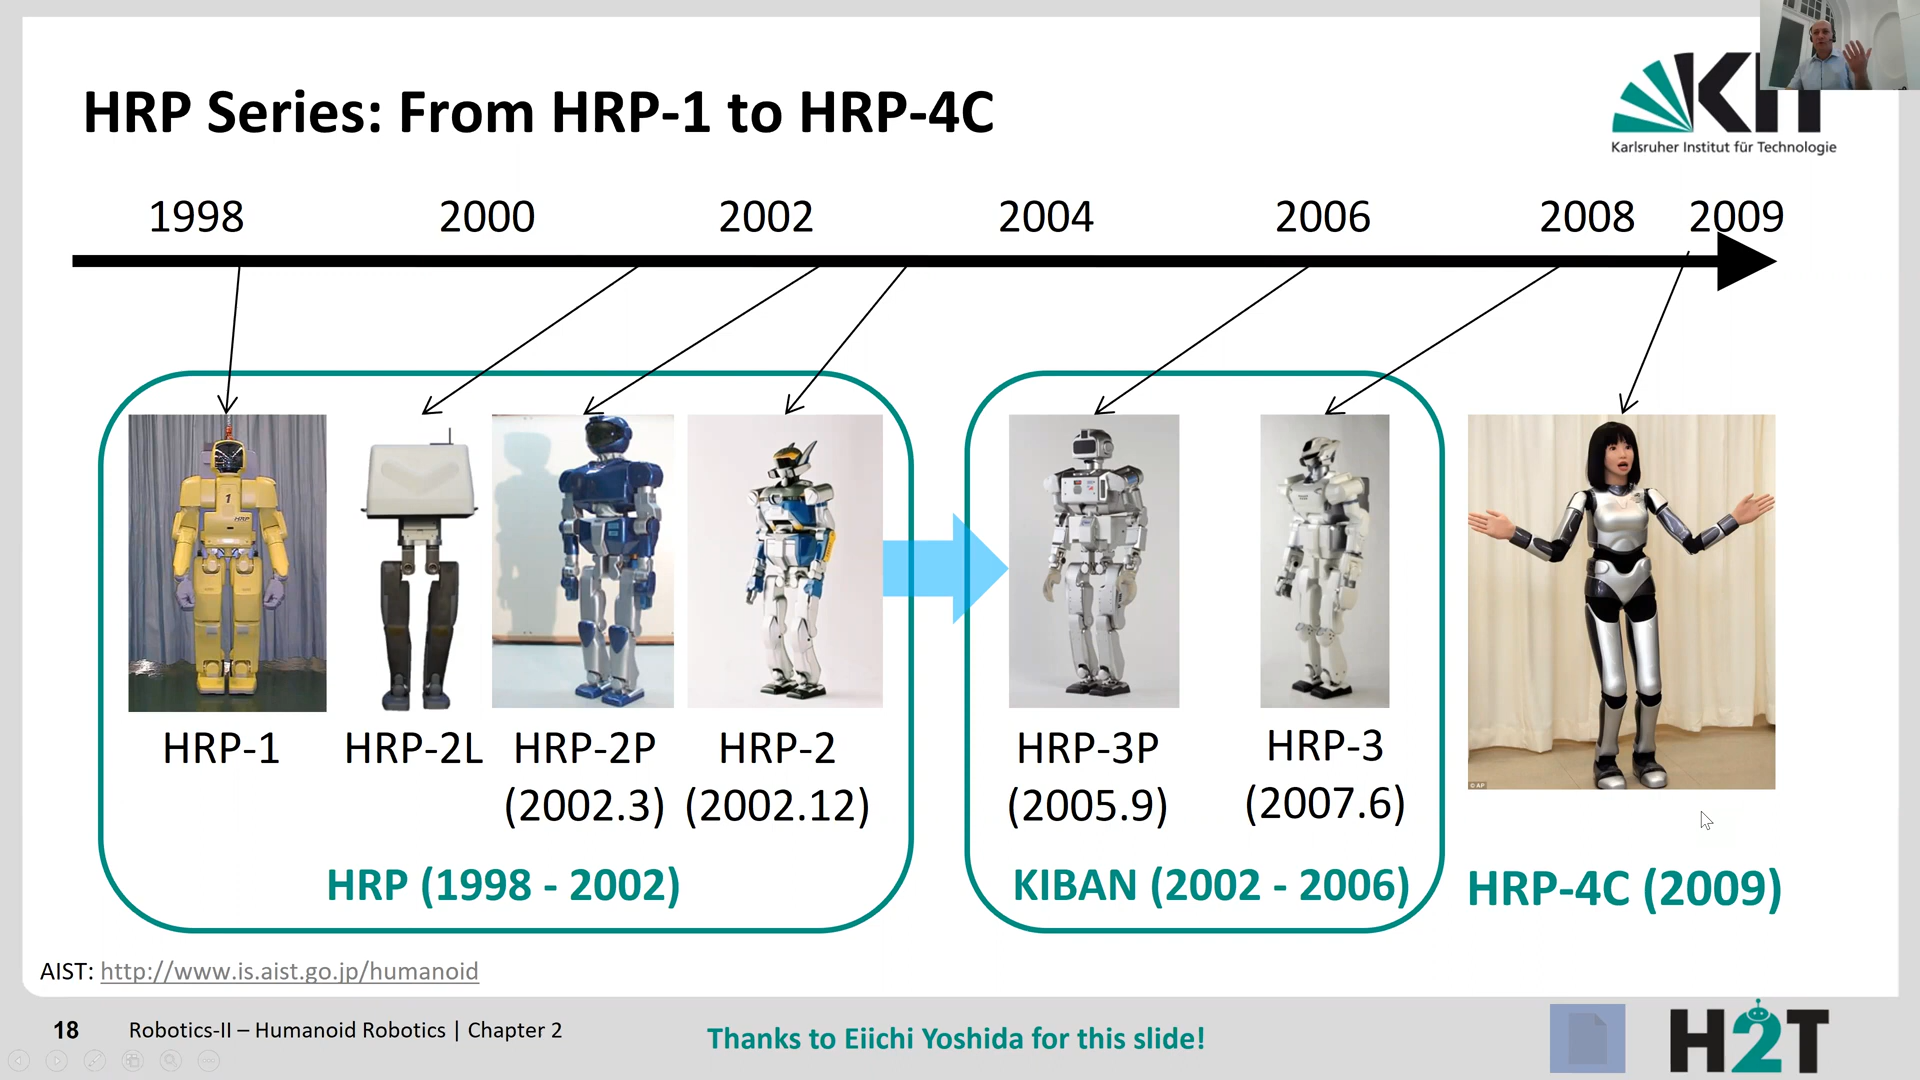 HRP Series: From HRP-1 to HRP-4C
Karlsruher Institut für Technologie
1998 2000 2002 2004 2006 2008 2009
1
HRP
HRP-1 HRP-2L HRP-2P HRP-2 HRP-3P HRP-3
(2002.3) (2002.12) (2005.9) (2007.6)
© AP
HRP (1998 - 2002) KIBAN (2002 - 2006) HRP-4C (2009)
AIST: http://www.is.aist.go.jp/humanoid
18 Robotics-II – Humanoid Robotics | Chapter 2 Thanks to Eiichi Yoshida for this slide! H2T